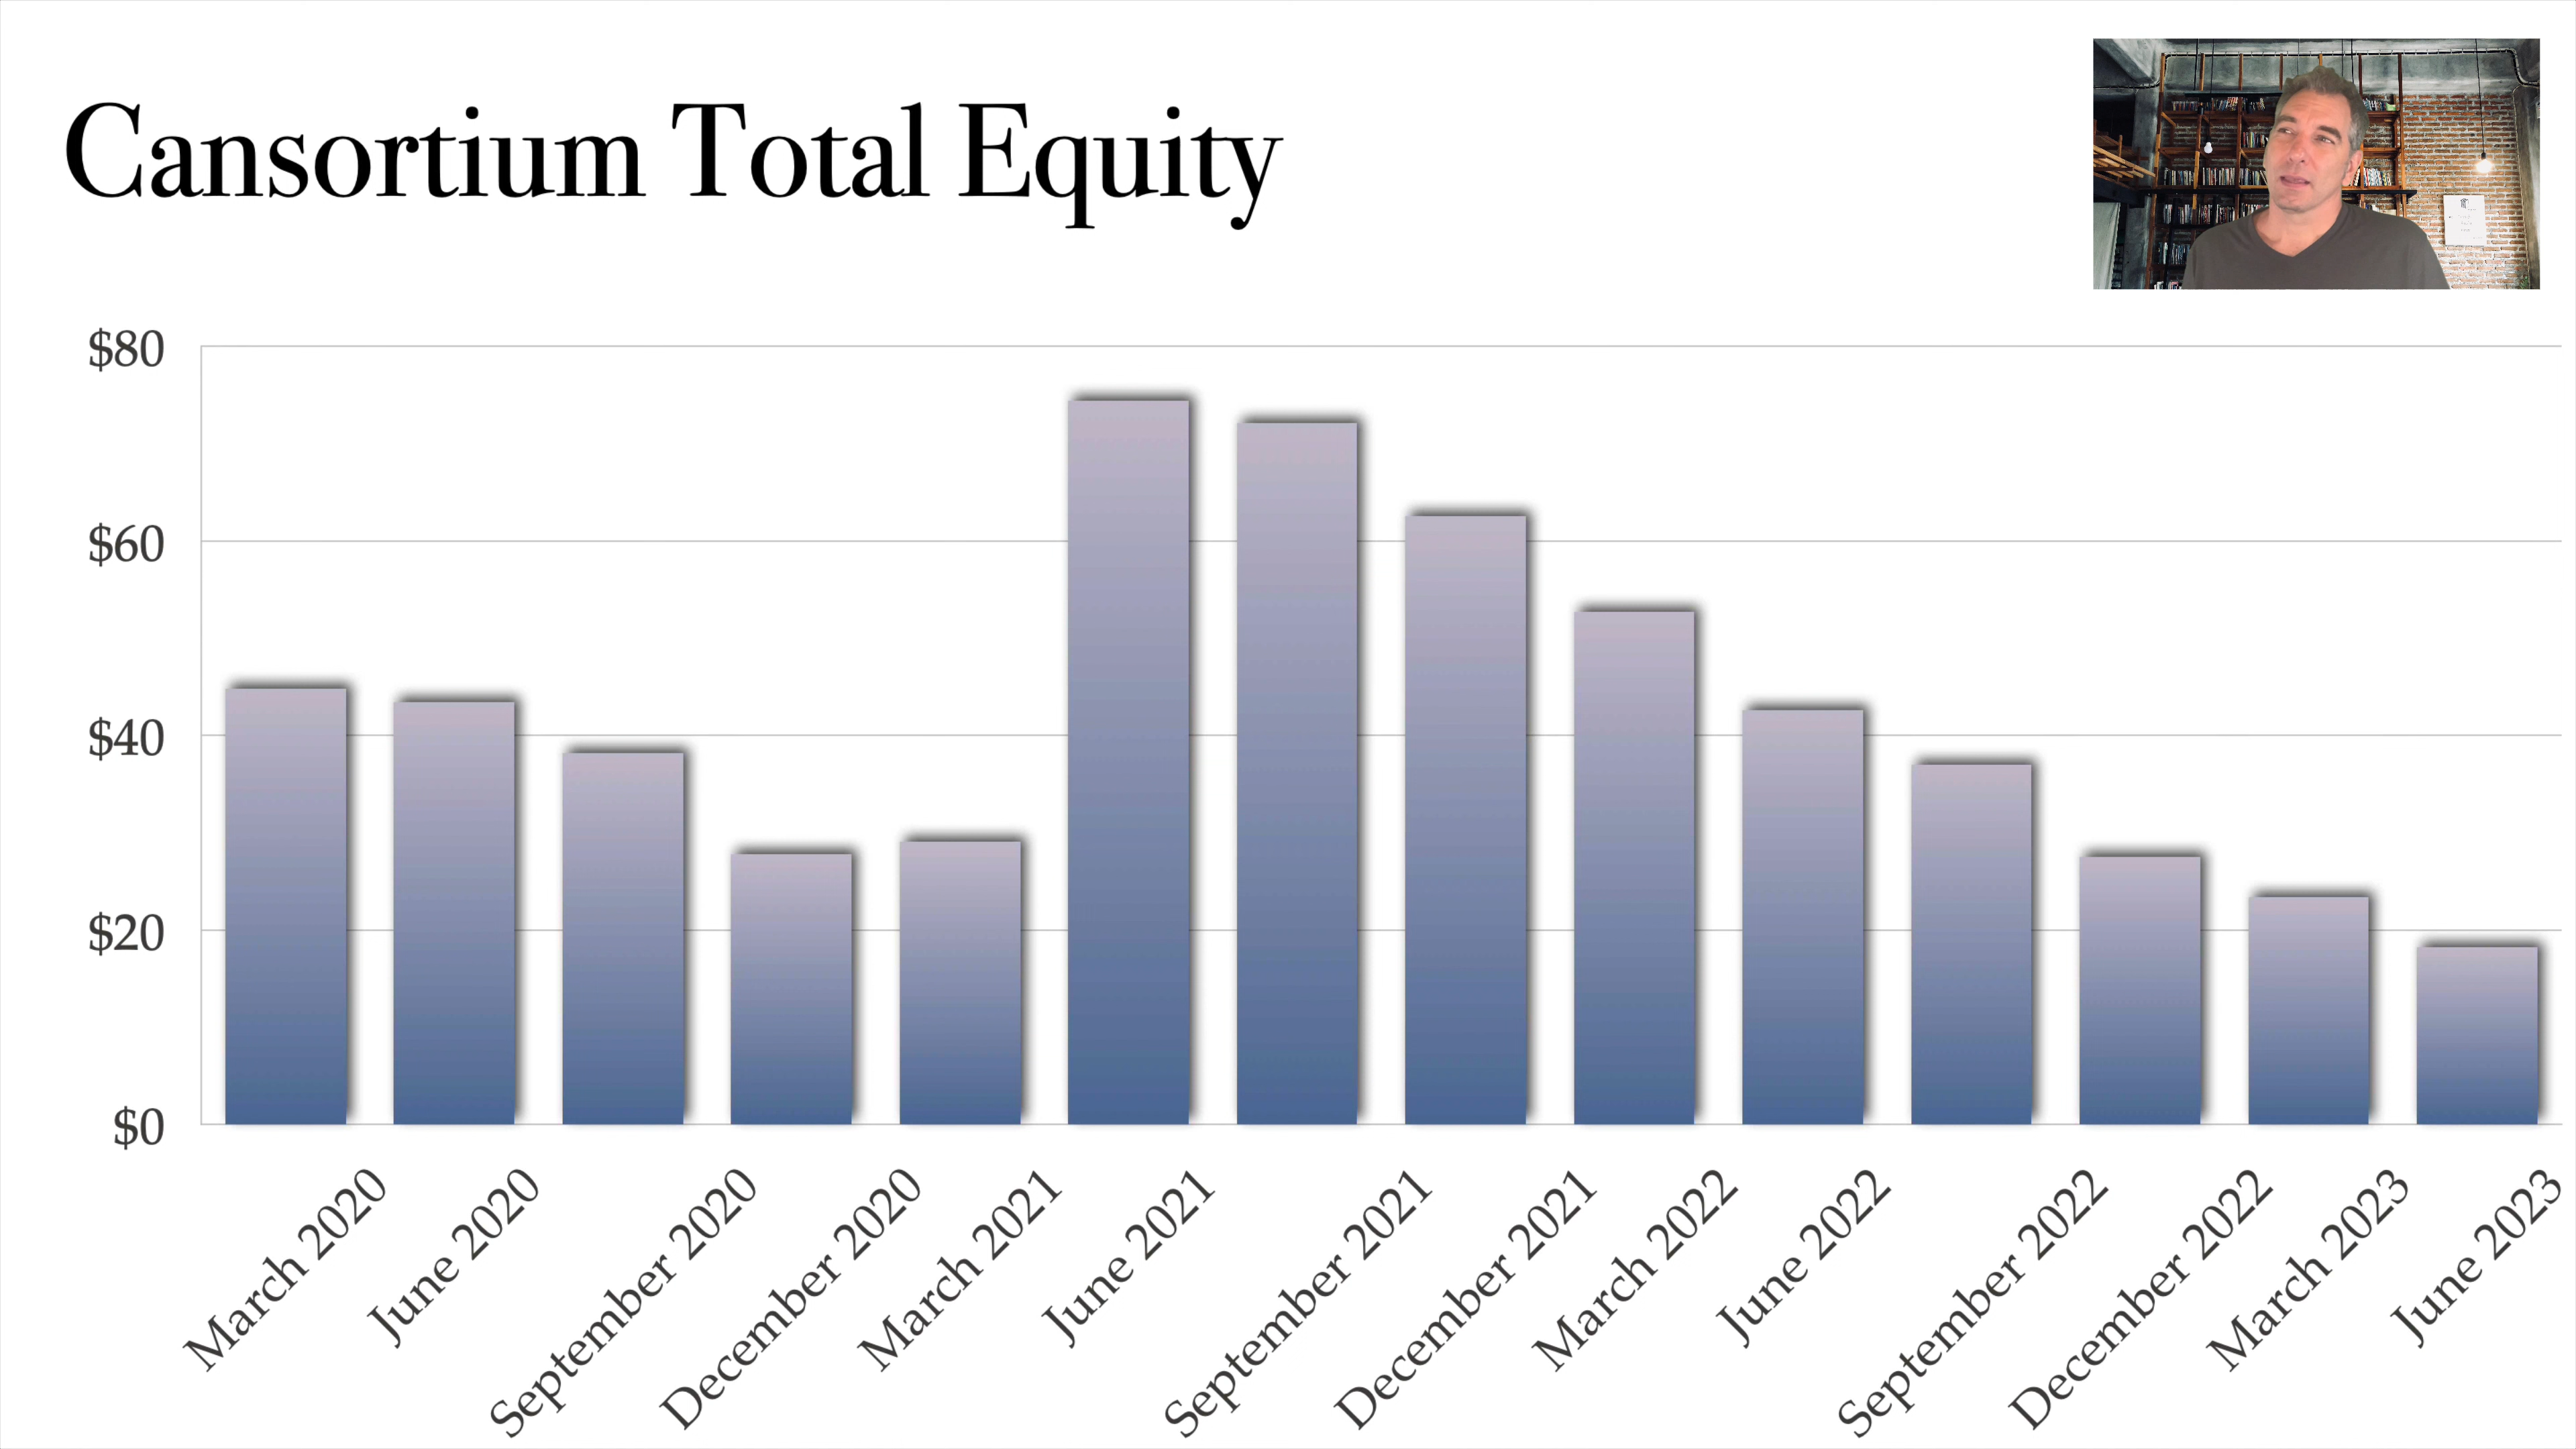 Cansortium Total Equity
$80
$60
$40
$20
$0
March 2020
June 2020
September 2020
December 2020
March 2021
June 2021
September 2021
December 2021
March 2022
June 2022
September 2022
December 2022
March 2023
June 2023